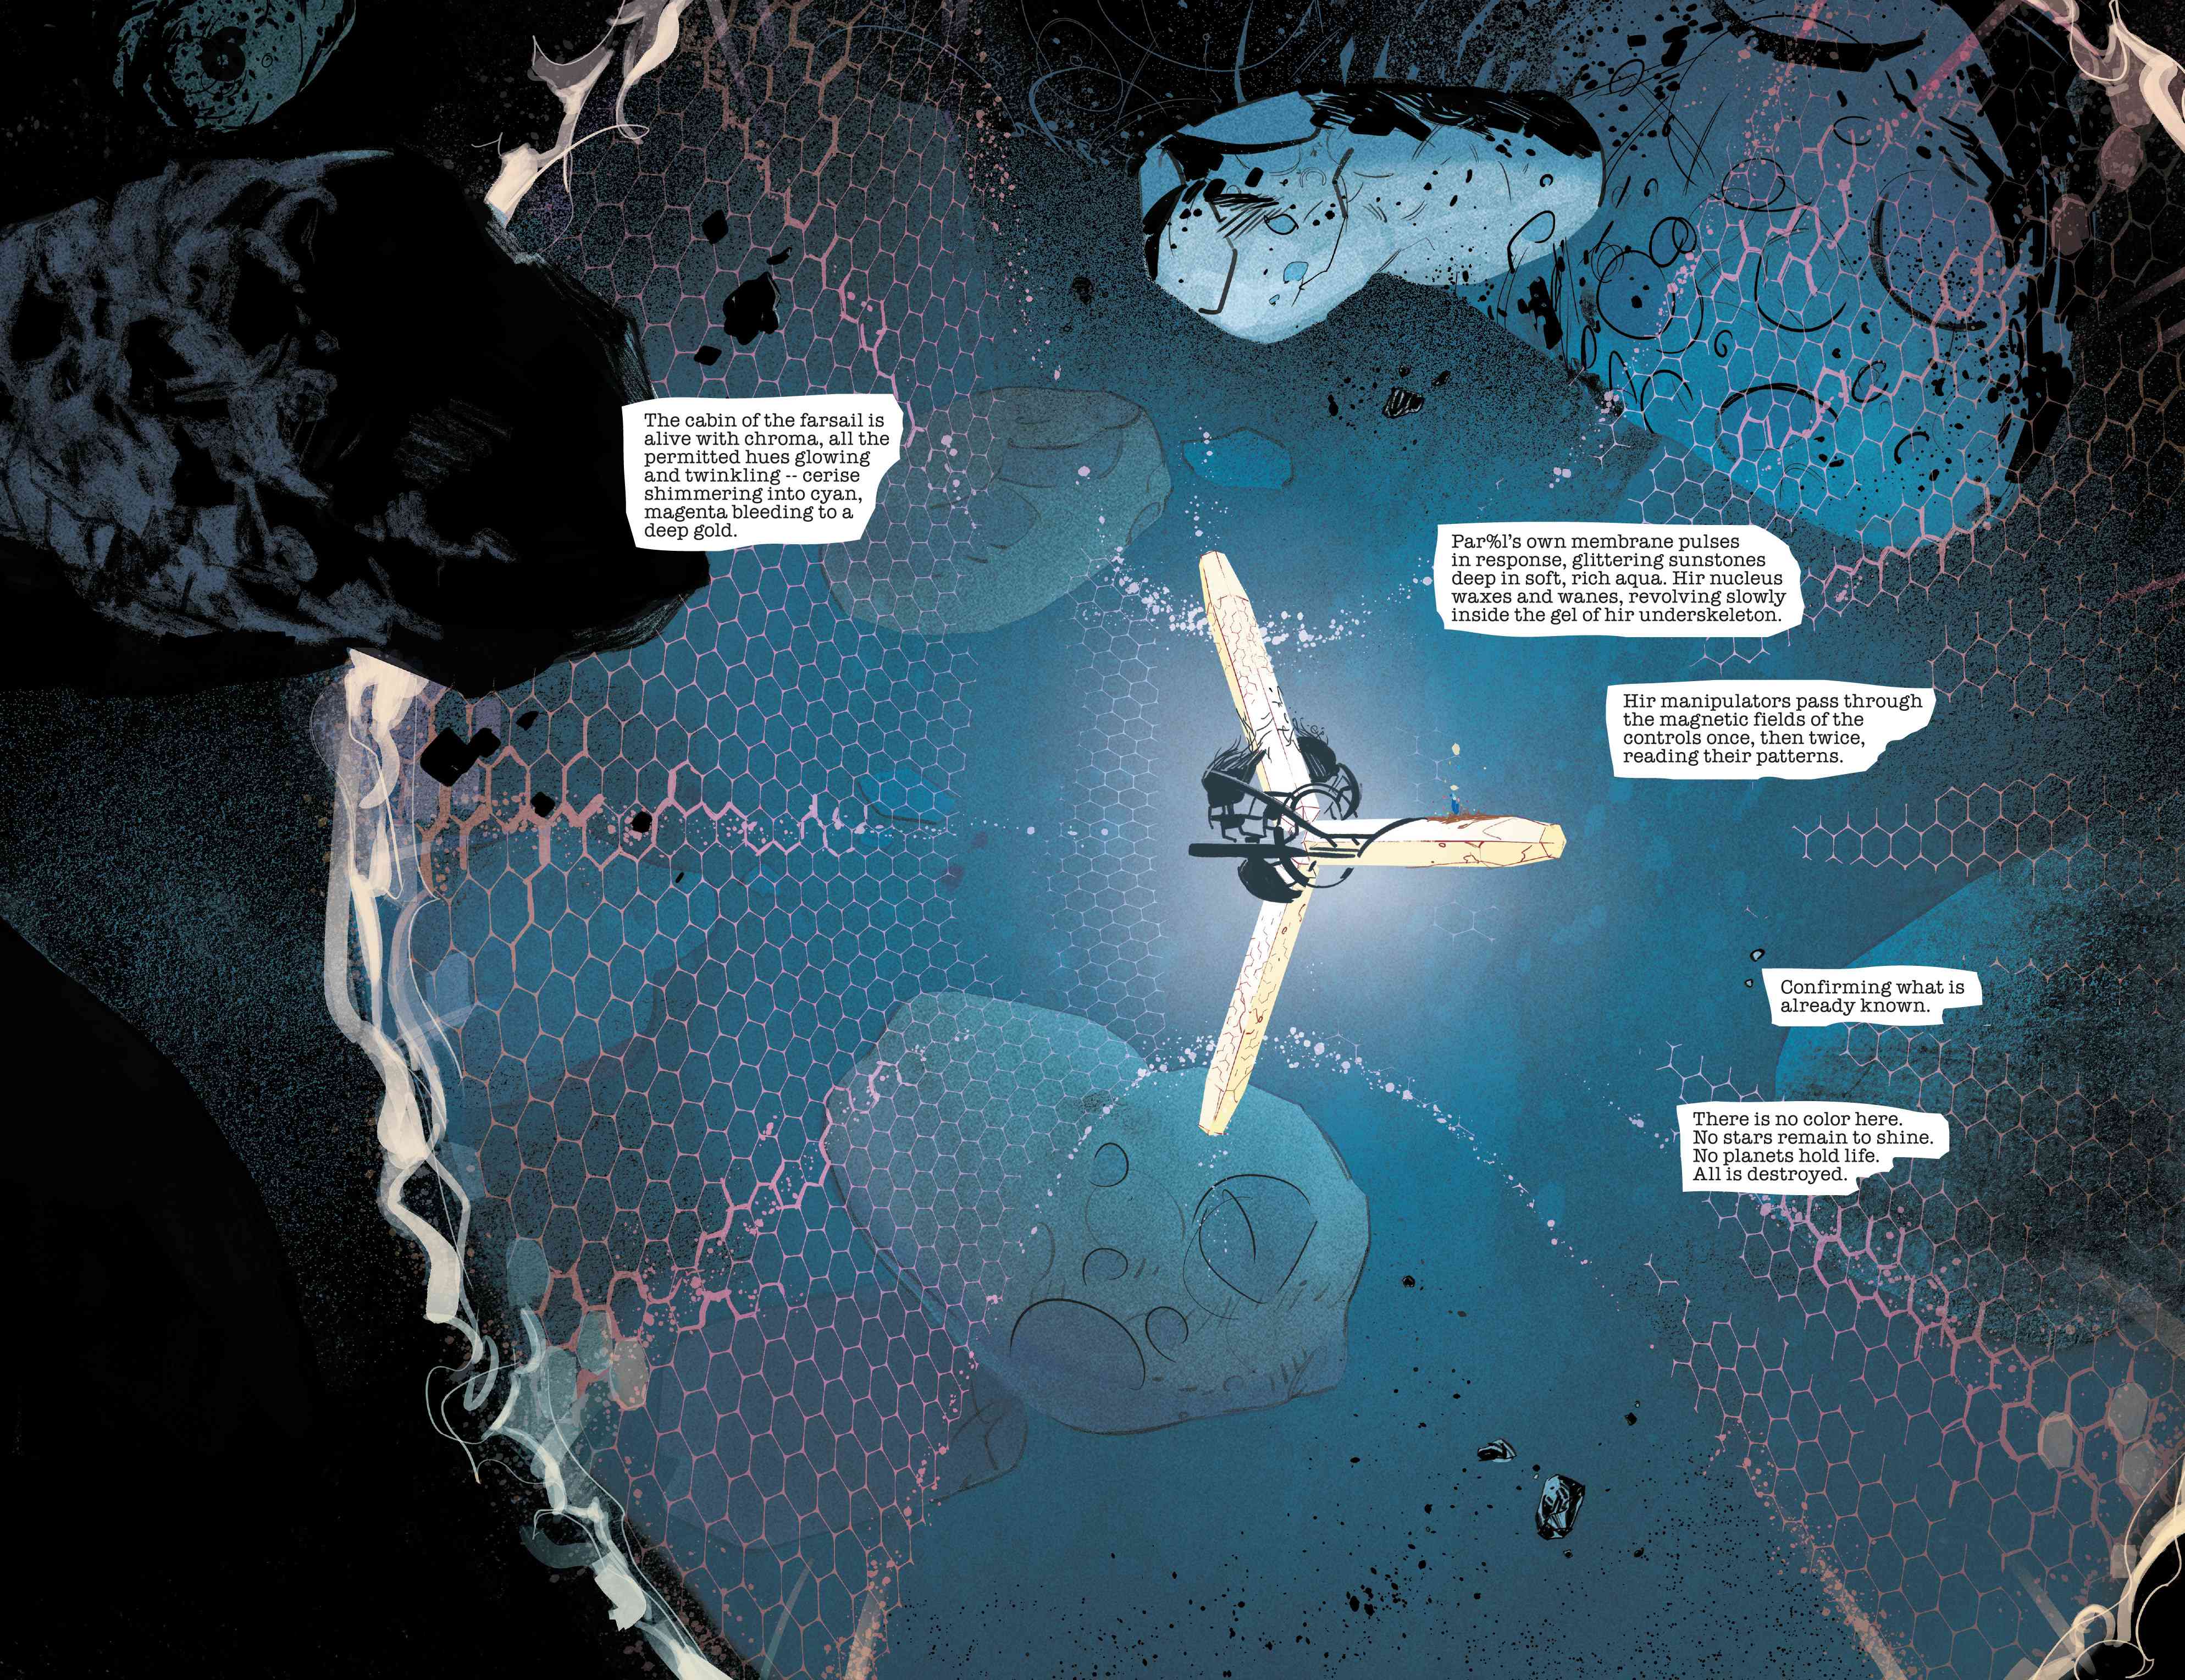 The cabin of the farsail is
alive with chroma, all the
permitted hues glowing
and twinkling -- cerise
shimmering into cyan,
magenta bleeding to a
deep gold.
Par%l's own membrane pulses
in response, glittering sunstones
deep in soft, rich aqua. Hir nucleus
waxes and wanes, revolving slowly
inside the gel of hir underskeleton.
Hir manipulators pass through
the magnetic fields of the
controls once, then twice,
reading their patterns.
Confirming what is
already known.
There is no color here.
No stars remain to shine.
No planets hold life.
All is destroyed.